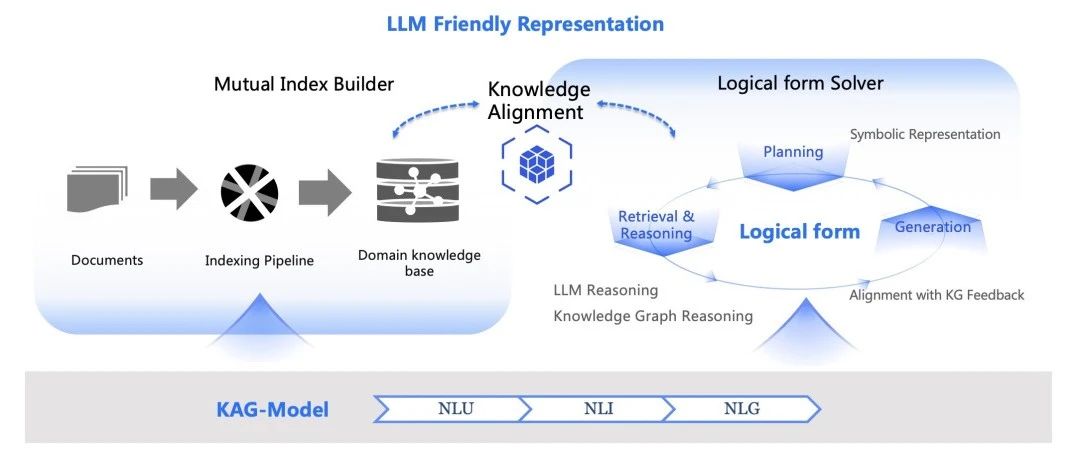 LLM Friendly Representation
Mutual Index Builder
Knowledge
Alignment
Logical form Solver
Symbolic Representation
Planning
Retrieval &
Reasoning
Logical form
Generation
Documents
Indexing Pipeline
Domain knowledge
base
LLM Reasoning
Knowledge Graph Reasoning
Alignment with KG Feedback
KAG-Model
NLU
NLI
NLG